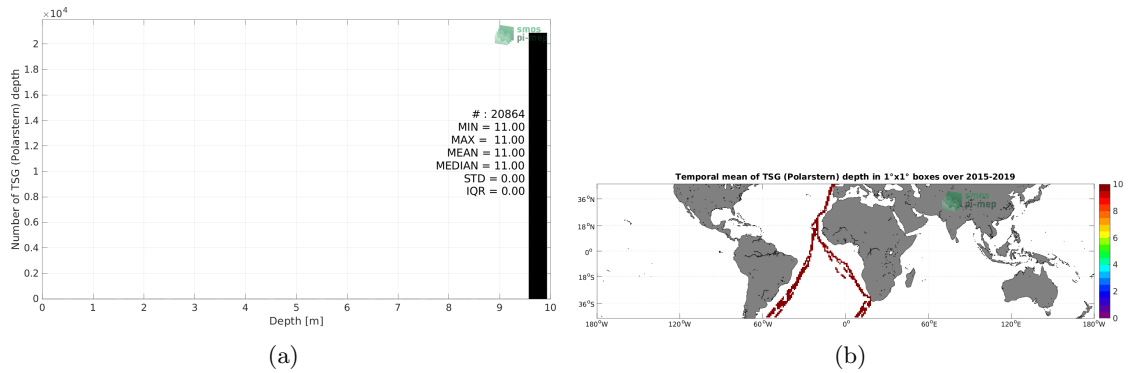 ×10⁴
smos
pi-mep
2
1.8
1.6
1.4
1.2
1
0.8
0.6
0.4
0.2
0
Number of TSG (Polarstern) depth
# : 20864
MIN = 11.00
MAX = 11.00
MEAN = 11.00
MEDIAN = 11.00
STD = 0.00
IQR = 0.00
0 1 2 3 4 5 6 7 8 9 10
Depth [m]
(a)
Temporal mean of TSG (Polarstern) depth in 1°x1° boxes over 2015-2019
smos
pi-mep
36°N
18°N
0°
18°S
36°S
180°W 120°W 60°W 0° 60°E 120°E 180°W
10
8
6
4
2
0
(b)